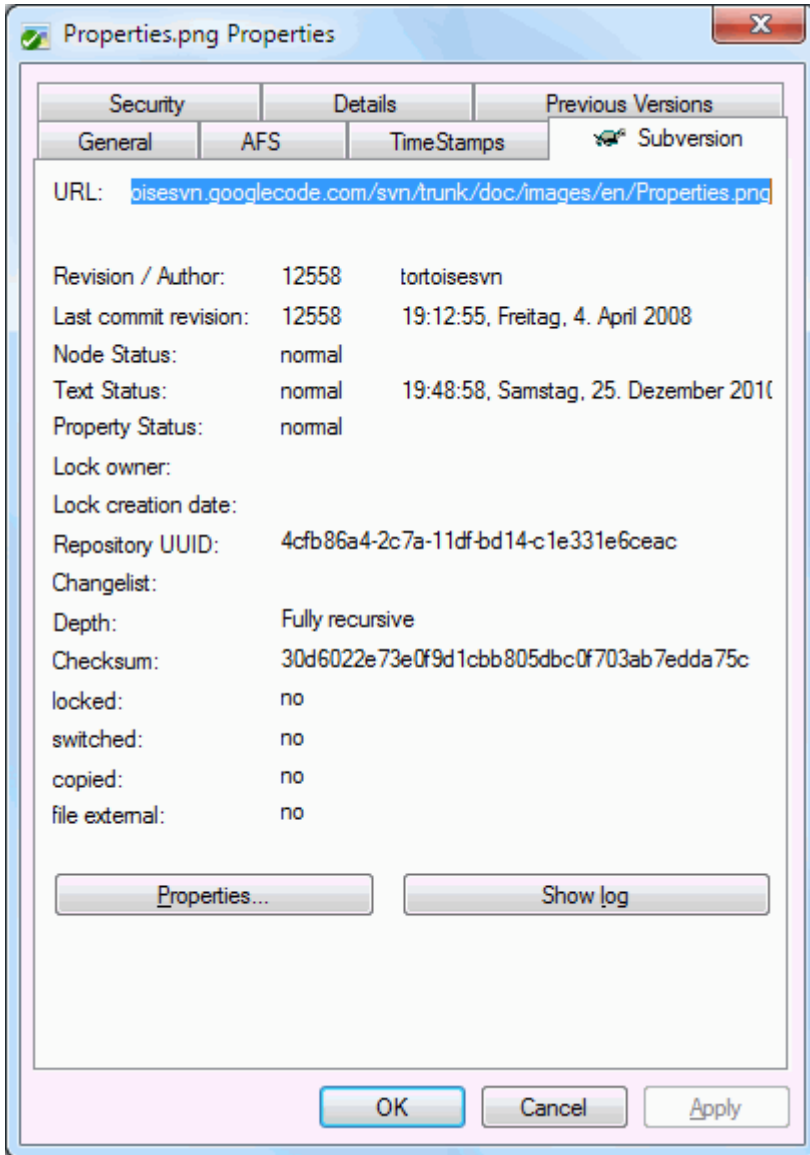 Properties.png Properties
Security Details Previous Versions
General AFS TimeStamps Subversion
URL: oisesvn.googlecode.com/svn/trunk/doc/images/en/Properties.png
Revision / Author: 12558 tortoisesvn
Last commit revision: 12558 19:12:55, Freitag, 4. April 2008
Node Status: normal
Text Status: normal 19:48:58, Samstag, 25. Dezember 2010
Property Status: normal
Lock owner:
Lock creation date:
Repository UUID: 4cfb86a4-2c7a-11df-bd14-c1e331e6ceac
Changelist:
Depth: Fully recursive
Checksum: 30d6022e73e0f9d1cbb805dbc0f703ab7edda75c
locked: no
switched: no
copied: no
file external: no
Properties... Show log
OK Cancel Apply